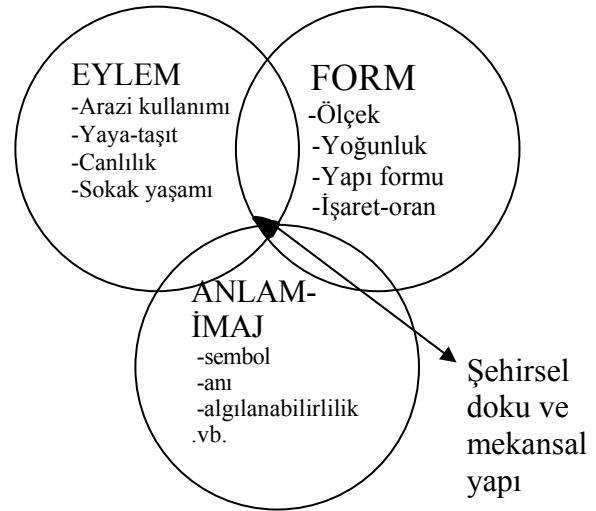 EYLEM
-Arazi kullanımı
-Yaya-taşıt
-Canlılık
-Sokak yaşamı
FORM
-Ölçek
-Yoğunluk
-Yapı formu
-İşaret-oran
ANLAM-
İMAJ
-sembol
-anı
-algılanabilirlilik
.vb.
Şehirsel
doku ve
mekansal
yapı